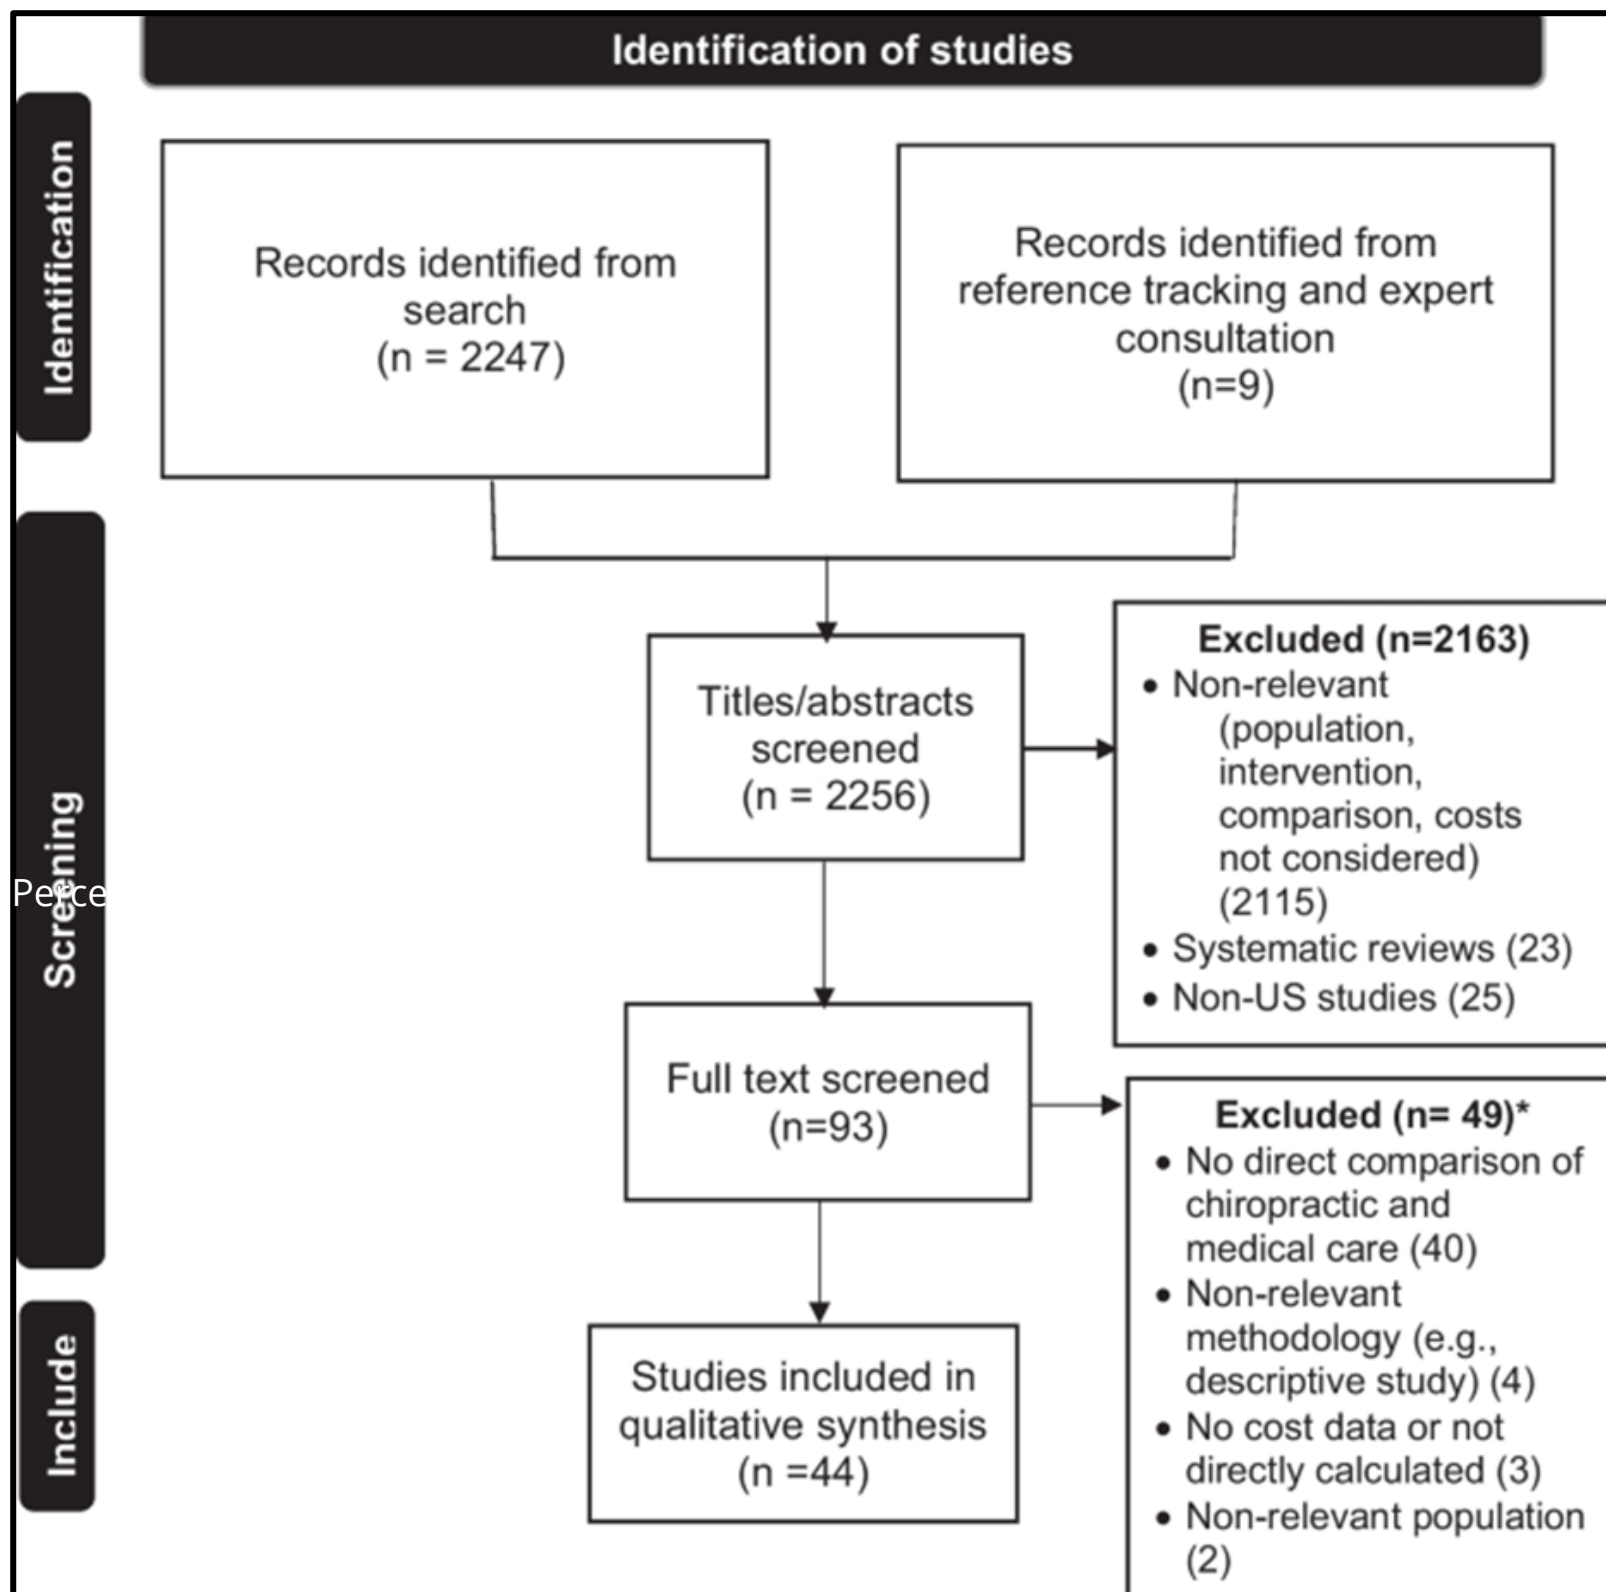 Identification of studies
Identification
Records identified from
search
(n = 2247)
Records identified from
reference tracking and expert
consultation
(n=9)
Screening
Perce
Titles/abstracts
screened
(n = 2256)
Excluded (n=2163)
• Non-relevant
(population,
intervention,
comparison, costs
not considered)
(2115)
• Systematic reviews (23)
• Non-US studies (25)
Full text screened
(n=93)
Excluded (n= 49)*
• No direct comparison of
chiropractic and
medical care (40)
• Non-relevant
methodology (e.g.,
descriptive study) (4)
• No cost data or not
directly calculated (3)
• Non-relevant population
(2)
Include
Studies included in
qualitative synthesis
(n =44)